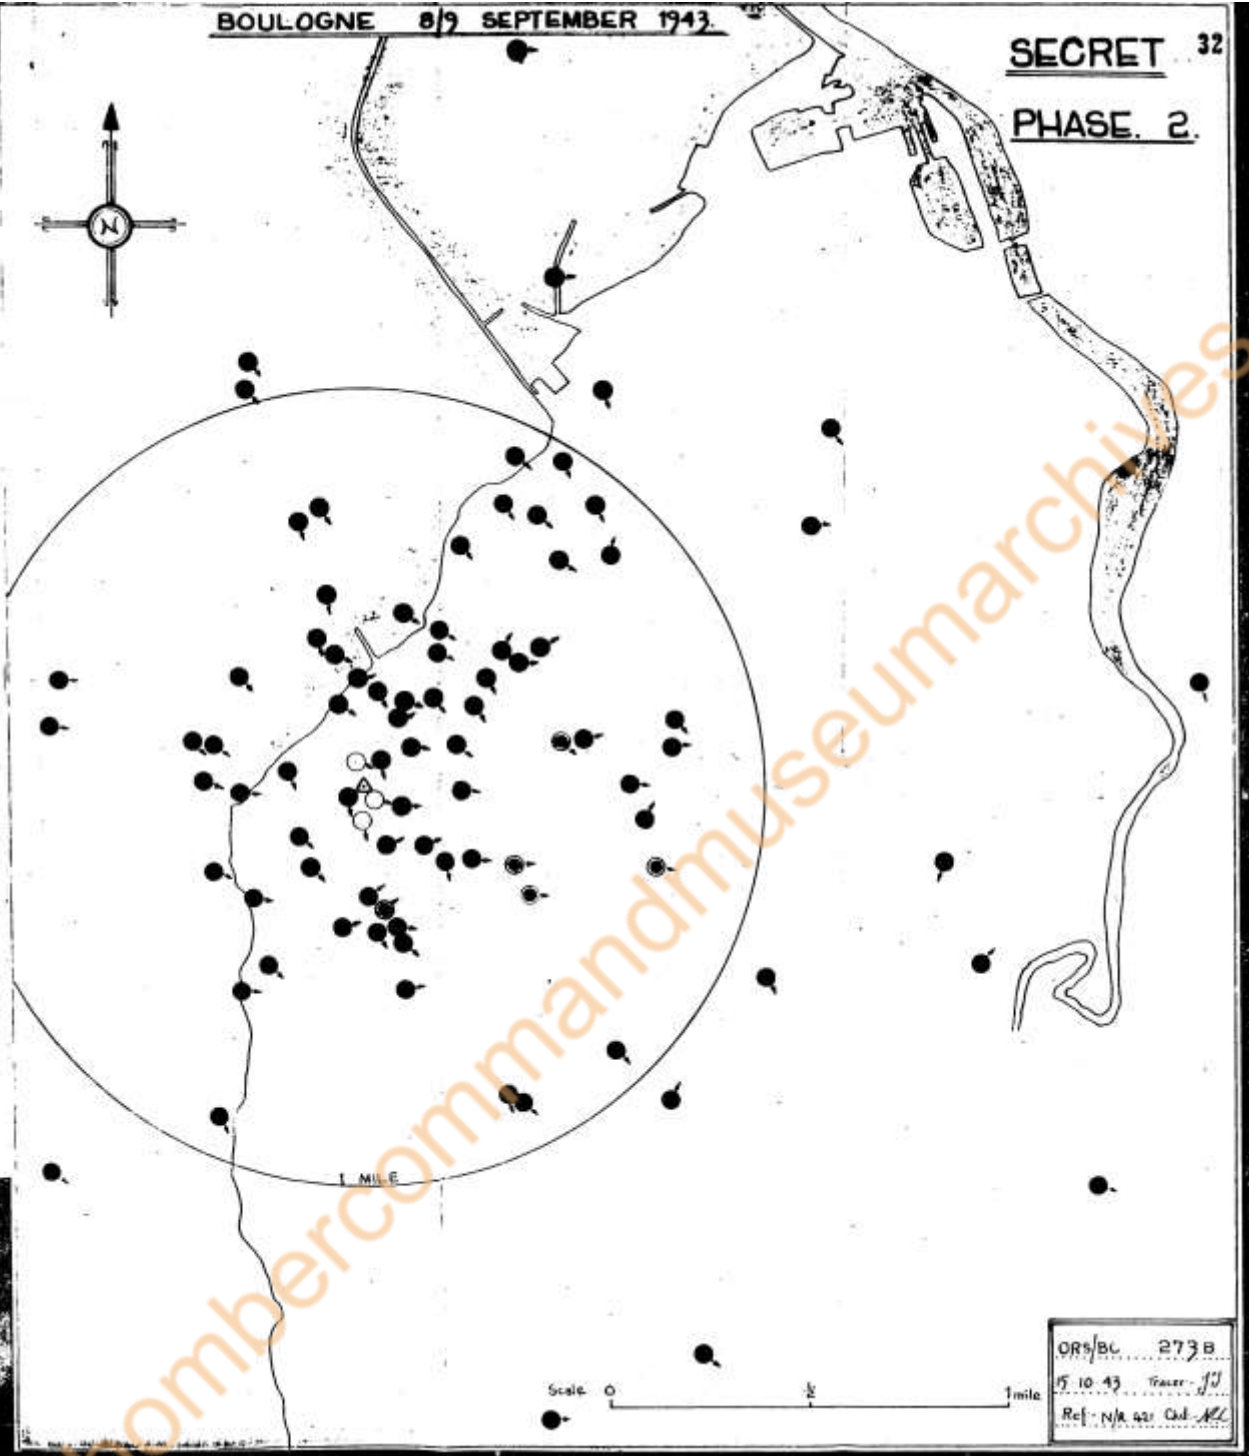 BOULOGNE 8/9 SEPTEMBER 1943.
SECRET 32
PHASE. 2.
N
1 MILE
Scale 0 ½ 1 mile
ORS/BC 273B
15 10 43 Tracer-
Ref- N/R 421
bombercommandmuseumarchives